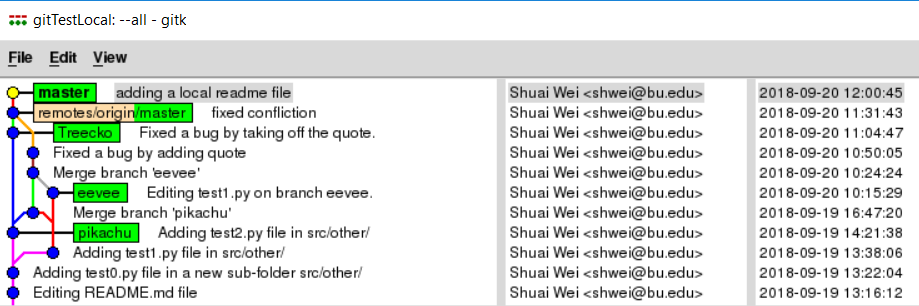 gitTestLocal: --all - gitk
File Edit View
master adding a local readme file Shuai Wei <shwei@bu.edu> 2018-09-20 12:00:45
remotes/origin/master fixed confliction Shuai Wei <shwei@bu.edu> 2018-09-20 11:31:43
Treecko Fixed a bug by taking off the quote. Shuai Wei <shwei@bu.edu> 2018-09-20 11:04:47
Fixed a bug by adding quote Shuai Wei <shwei@bu.edu> 2018-09-20 10:50:05
Merge branch 'eevee' Shuai Wei <shwei@bu.edu> 2018-09-20 10:24:24
eevee Editing test1.py on branch eevee. Shuai Wei <shwei@bu.edu> 2018-09-20 10:15:29
Merge branch 'pikachu' Shuai Wei <shwei@bu.edu> 2018-09-19 16:47:20
pikachu Adding test2.py file in src/other/ Shuai Wei <shwei@bu.edu> 2018-09-19 14:21:38
Adding test1.py file in src/other/ Shuai Wei <shwei@bu.edu> 2018-09-19 13:38:06
Adding test0.py file in a new sub-folder src/other/ Shuai Wei <shwei@bu.edu> 2018-09-19 13:22:04
Editing README.md file Shuai Wei <shwei@bu.edu> 2018-09-19 13:16:12